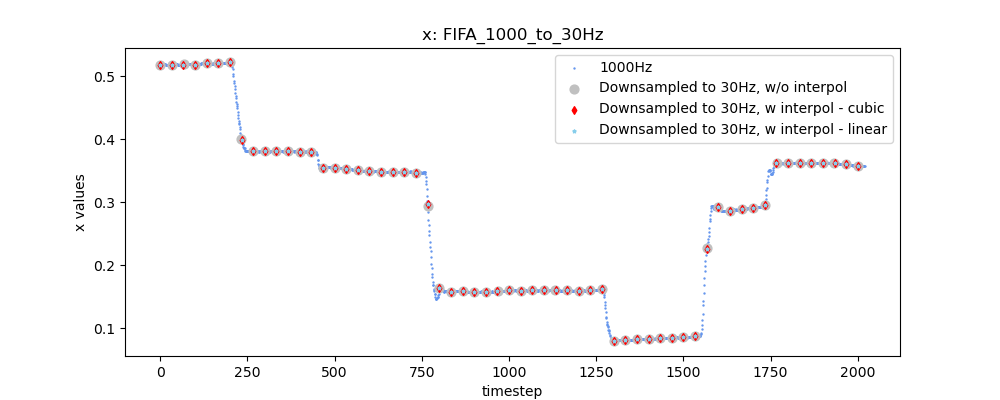 x: FIFA_1000_to_30Hz
1000Hz
Downsampled to 30Hz, w/o interpol
Downsampled to 30Hz, w interpol - cubic
Downsampled to 30Hz, w interpol - linear
0.5
0.4
0.3
0.2
0.1
x values
0 250 500 750 1000 1250 1500 1750 2000
timestep